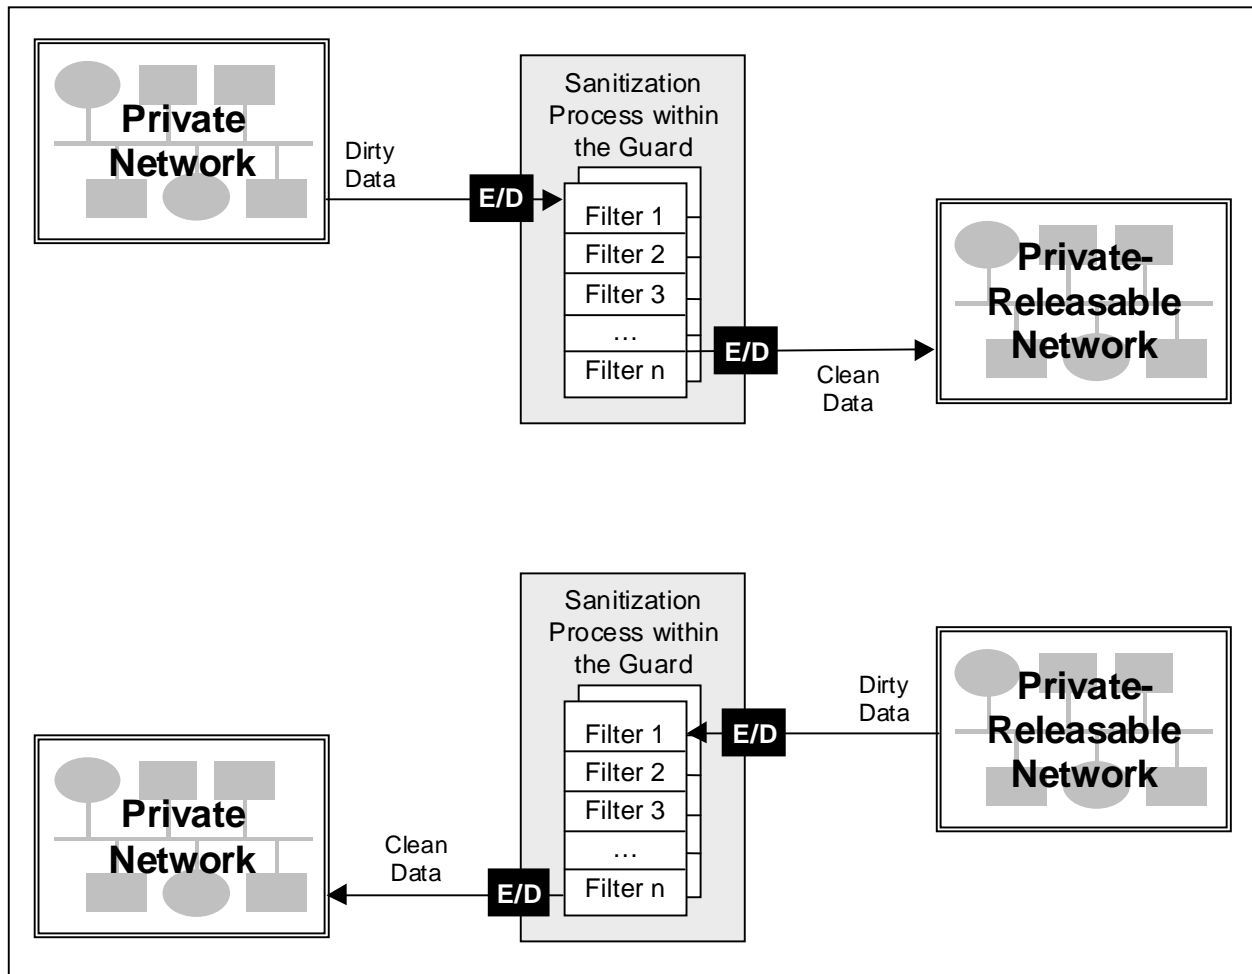 Private
Network
Dirty
Data
E/D
Sanitization
Process within
the Guard
Filter 1
Filter 2
Filter 3
...
Filter n
E/D
Clean
Data
Private-
Releasable
Network
Sanitization
Process within
the Guard
Filter 1
Filter 2
Filter 3
...
Filter n
E/D
Dirty
Data
Private-
Releasable
Network
E/D
Clean
Data
Private
Network